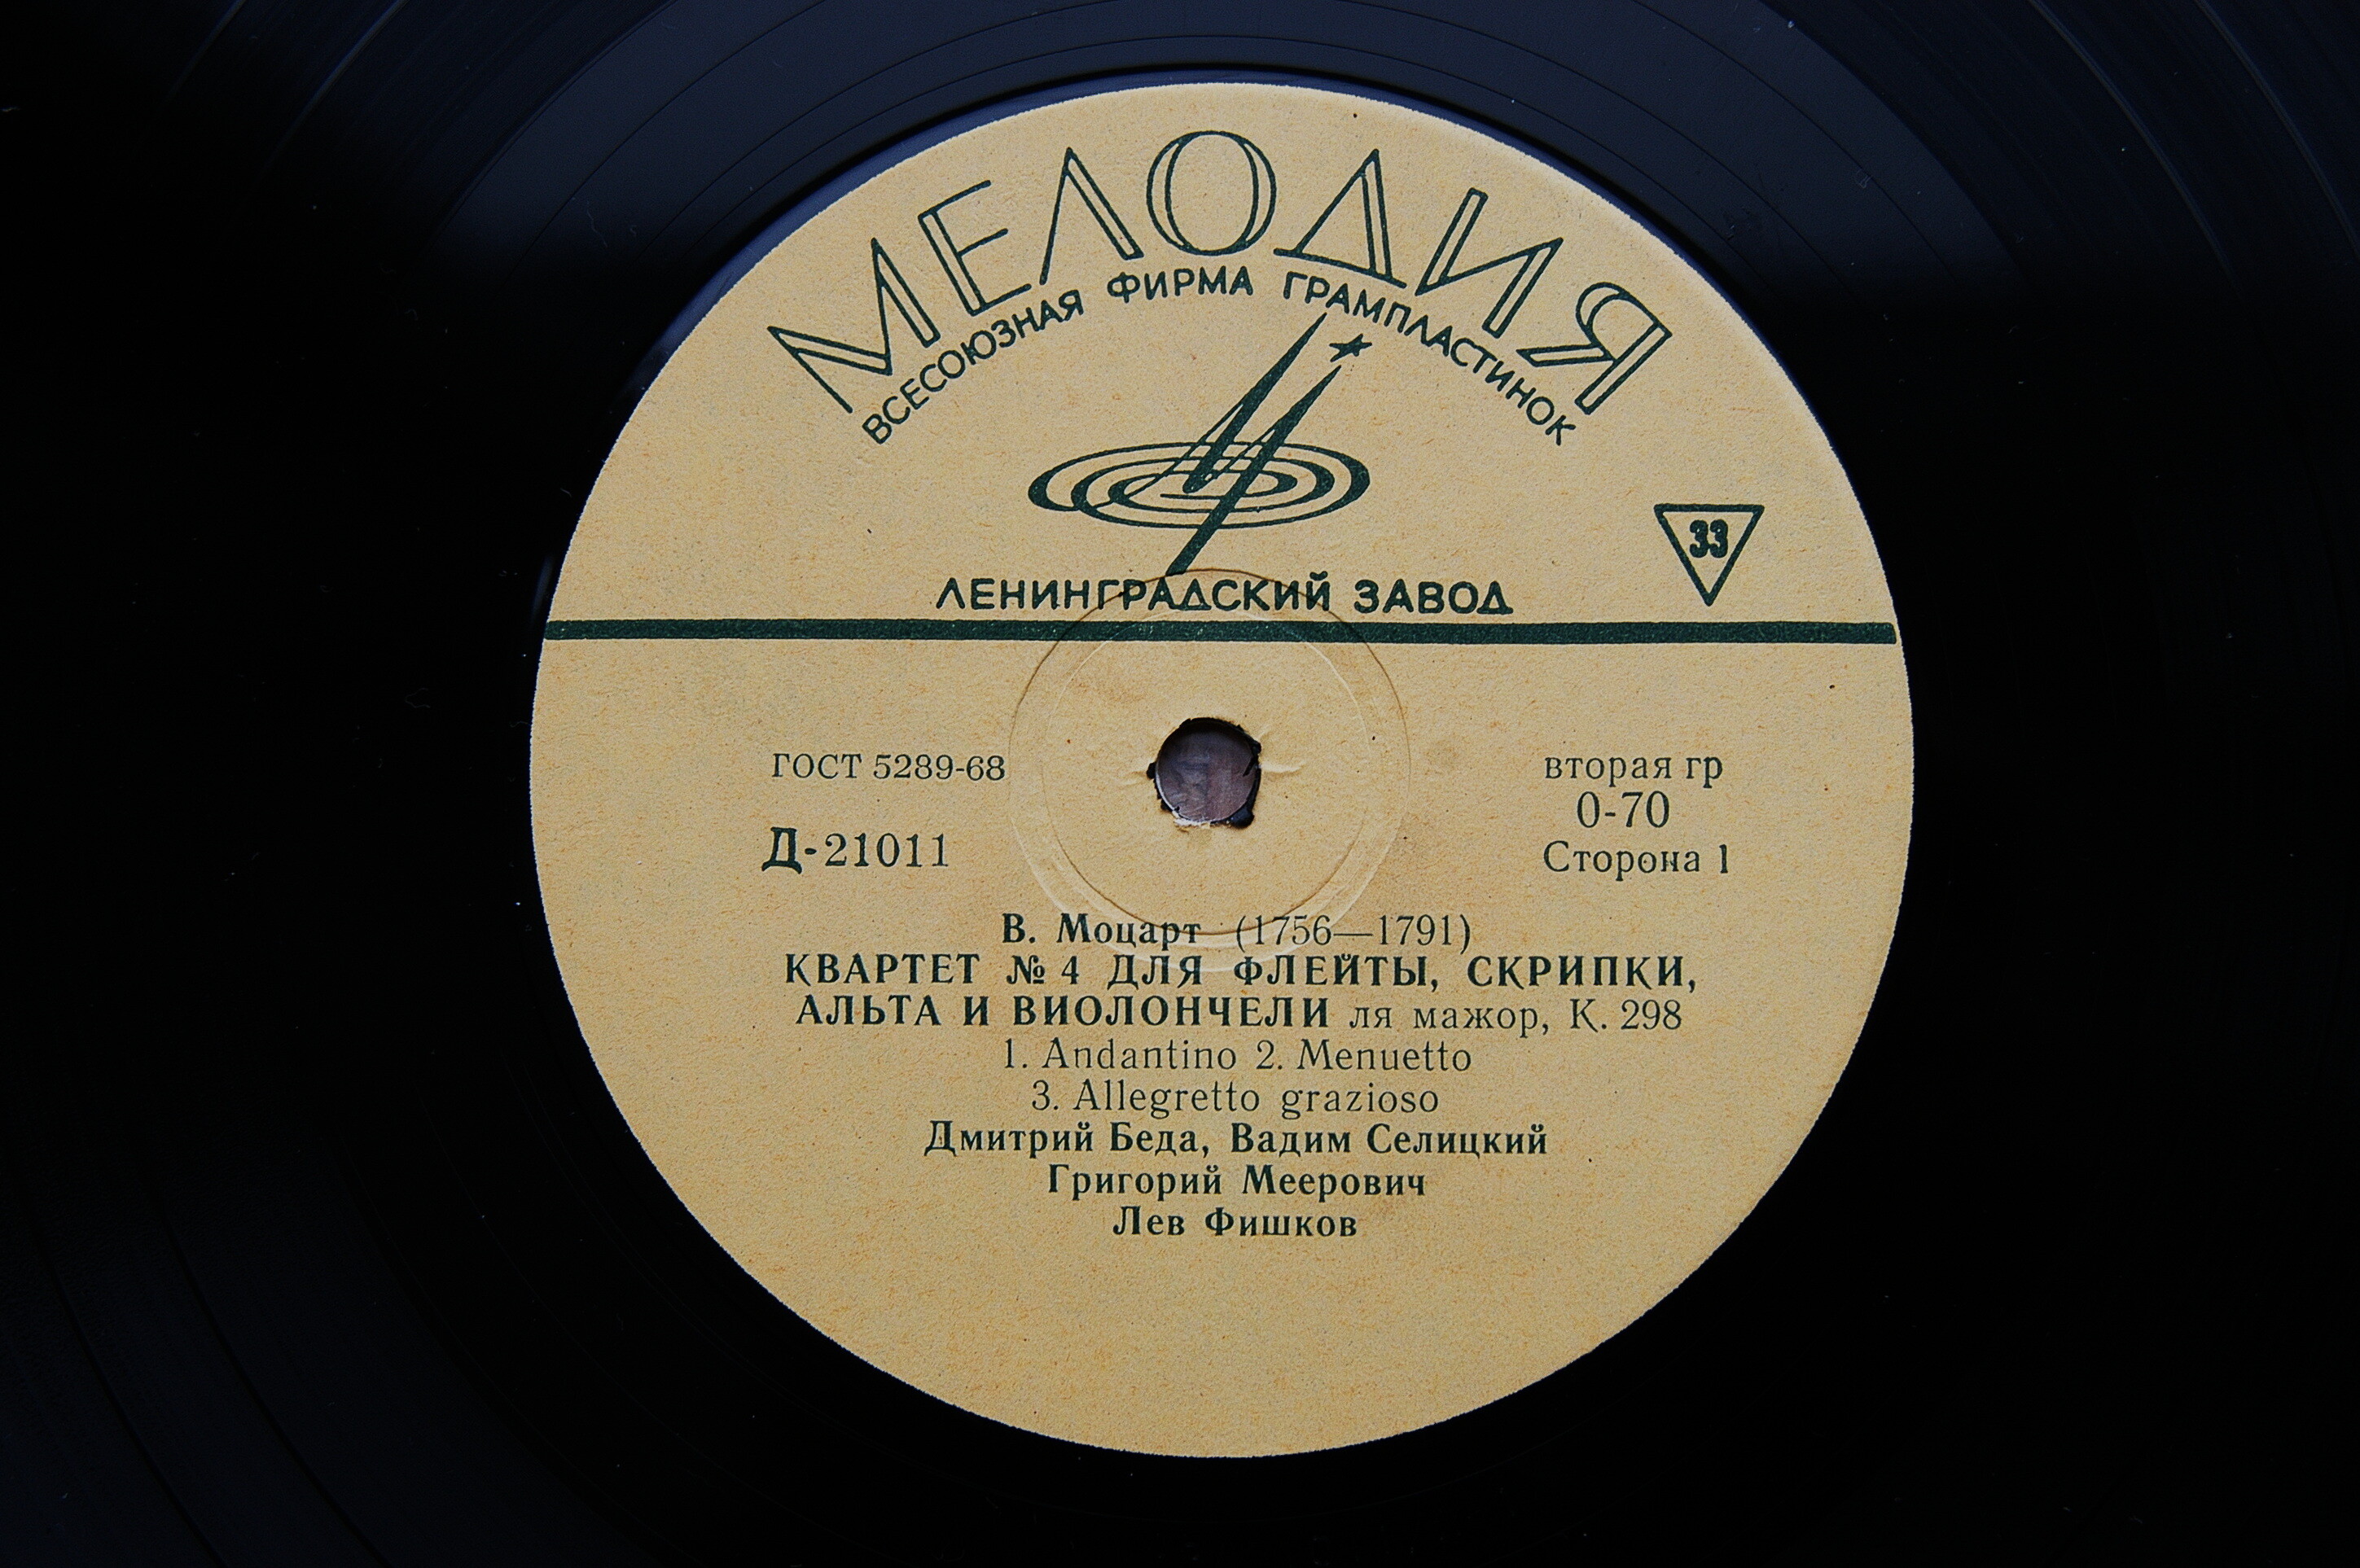 МЕЛОДИЯ
ВСЕСОЮЗНАЯ ФИРМА ГРАМПЛАСТИНОК
33
ЛЕНИНГРАДСКИЙ ЗАВОД
ГОСТ 5289-68
вторая гр
0-70
Д-21011
Сторона 1
В. Моцарт (1756—1791)
КВАРТЕТ № 4 ДЛЯ ФЛЕЙТЫ, СКРИПКИ,
АЛЬТА И ВИОЛОНЧЕЛИ ля мажор, К. 298
1. Andantino 2. Menuetto
3. Allegretto grazioso
Дмитрий Беда, Вадим Селицкий
Григорий Меерович
Лев Фишков